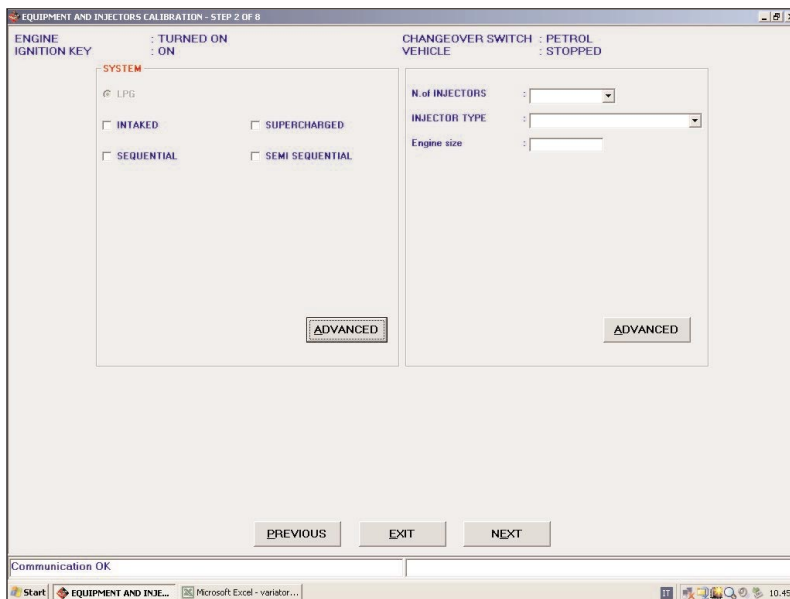 EQUIPMENT AND INJECTORS CALIBRATION - STEP 2 OF 8
ENGINE : TURNED ON CHANGEOVER SWITCH : PETROL
IGNITION KEY : ON VEHICLE : STOPPED
SYSTEM
LPG
INTAKED SUPERCHARGED
SEQUENTIAL SEMI SEQUENTIAL
ADVANCED
N.of INJECTORS :
INJECTOR TYPE :
Engine size :
ADVANCED
PREVIOUS EXIT NEXT
Communication OK
Start EQUIPMENT AND INJE... Microsoft Excel - variator... IT 10.45